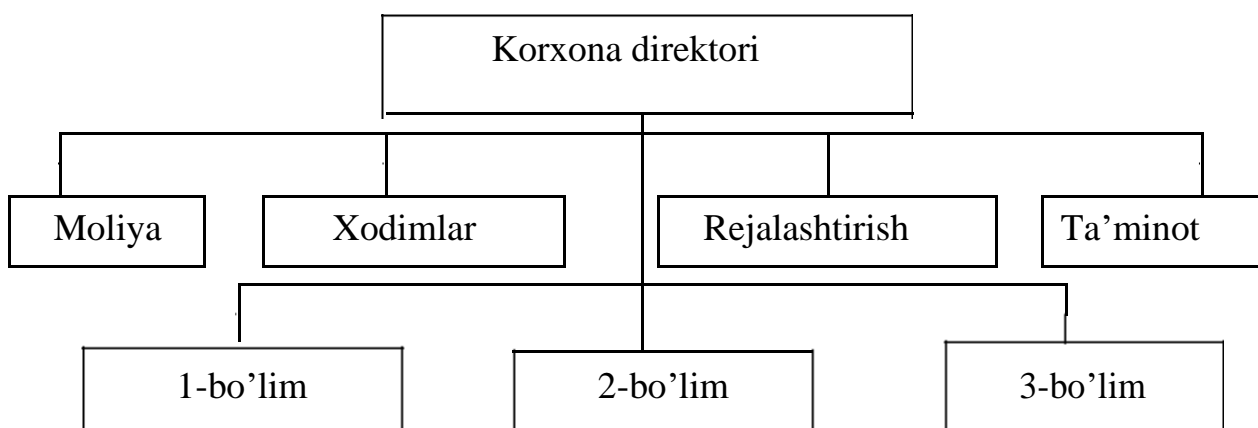 Korxona direktori
Moliya
Xodimlar
Rejalashtirish
Ta’minot
1-bo’lim
2-bo’lim
3-bo’lim